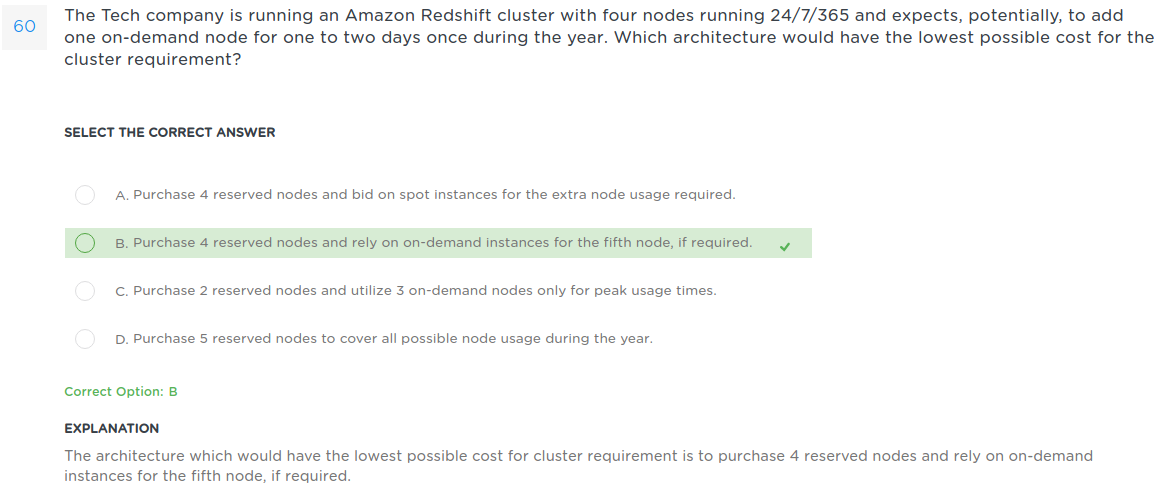 60
The Tech company is running an Amazon Redshift cluster with four nodes running 24/7/365 and expects, potentially, to add
one on-demand node for one to two days once during the year. Which architecture would have the lowest possible cost for the
cluster requirement?
SELECT THE CORRECT ANSWER
A. Purchase 4 reserved nodes and bid on spot instances for the extra node usage required.
B. Purchase 4 reserved nodes and rely on on-demand instances for the fifth node, if required.
C. Purchase 2 reserved nodes and utilize 3 on-demand nodes only for peak usage times.
D. Purchase 5 reserved nodes to cover all possible node usage during the year.
Correct Option: B
EXPLANATION
The architecture which would have the lowest possible cost for cluster requirement is to purchase 4 reserved nodes and rely on on-demand
instances for the fifth node, if required.